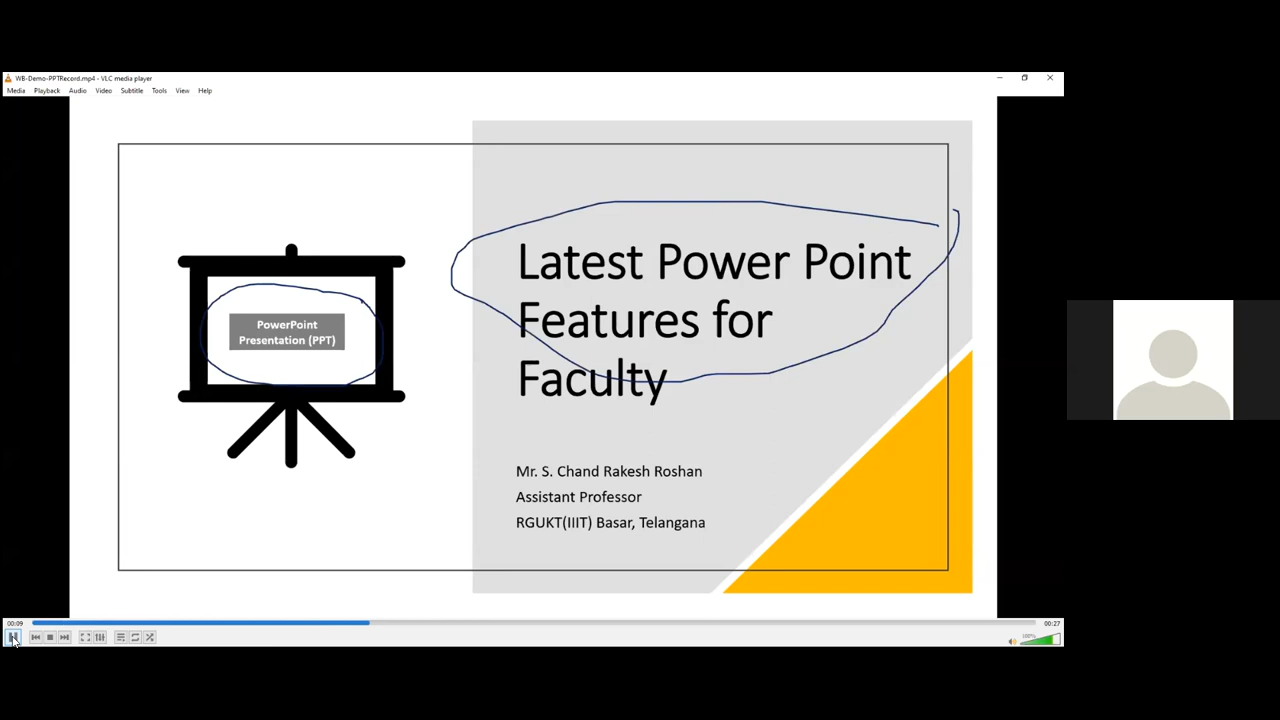 WB-Demo-PPTRecord.mp4 - VLC media player
Media Playback Audio Video Subtitle Tools View Help
PowerPoint
Presentation (PPT)
Latest Power Point
Features for
Faculty
Mr. S. Chand Rakesh Roshan
Assistant Professor
RGUKT(IIIT) Basar, Telangana
00:09
00:27
100%